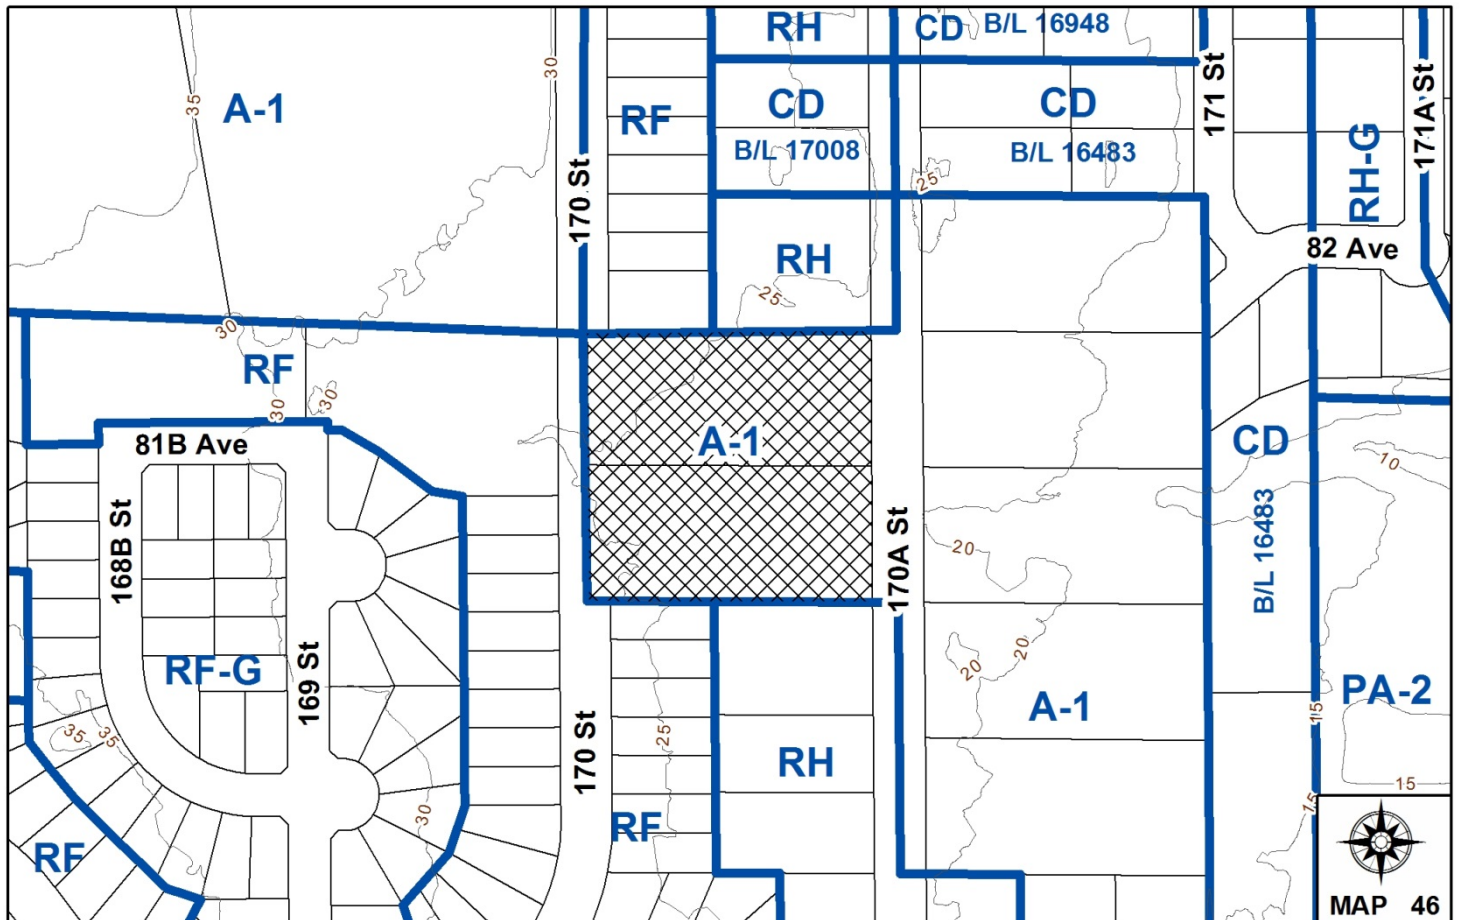 RH
CD
B/L 16948
30
35
A-1
171 St
171A St
RF
CD
CD
B/L 17008
B/L 16483
25
RH-G
170 St
RH
82 Ave
25
30
RF
30
30
81B Ave
A-1
CD
10
168B St
170A St
B/L 16483
20
RF-G
169 St
20
20
PA-2
A-1
35
35
170 St
25
15
RH
15
30
15
RF
RF
MAP 46